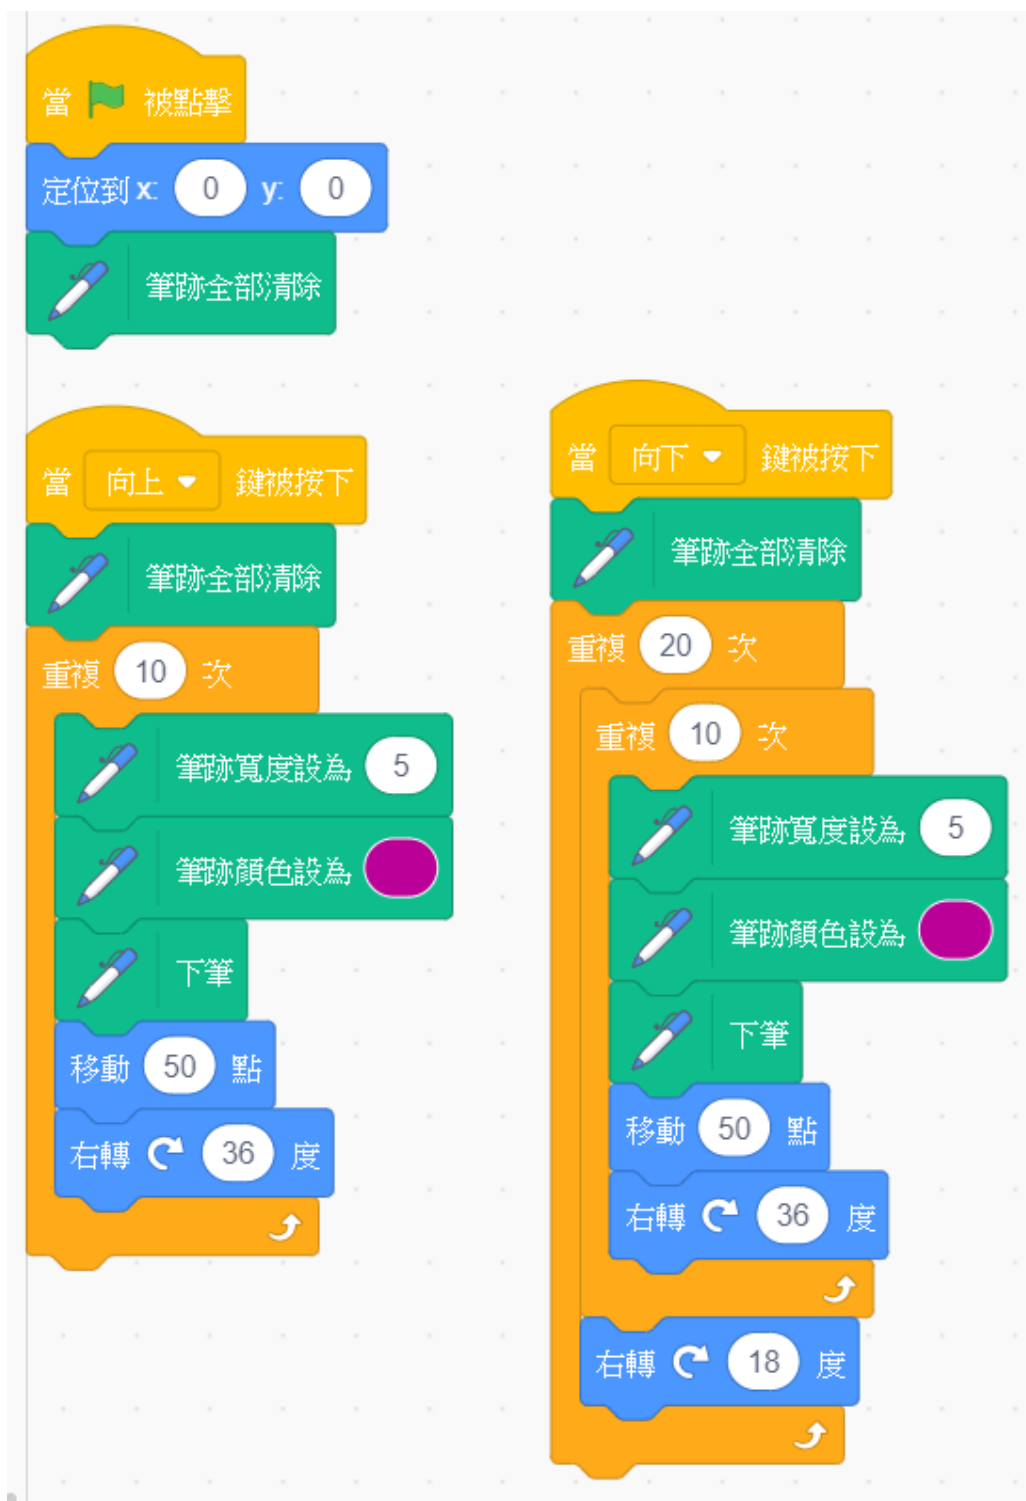 當 被點擊
定位到 x: 0 y: 0
筆跡全部清除
當 向上 鍵被按下
筆跡全部清除
重複 10 次
筆跡寬度設為 5
筆跡顏色設為
下筆
移動 50 點
右轉 36 度
當 向下 鍵被按下
筆跡全部清除
重複 20 次
重複 10 次
筆跡寬度設為 5
筆跡顏色設為
下筆
移動 50 點
右轉 36 度
右轉 18 度